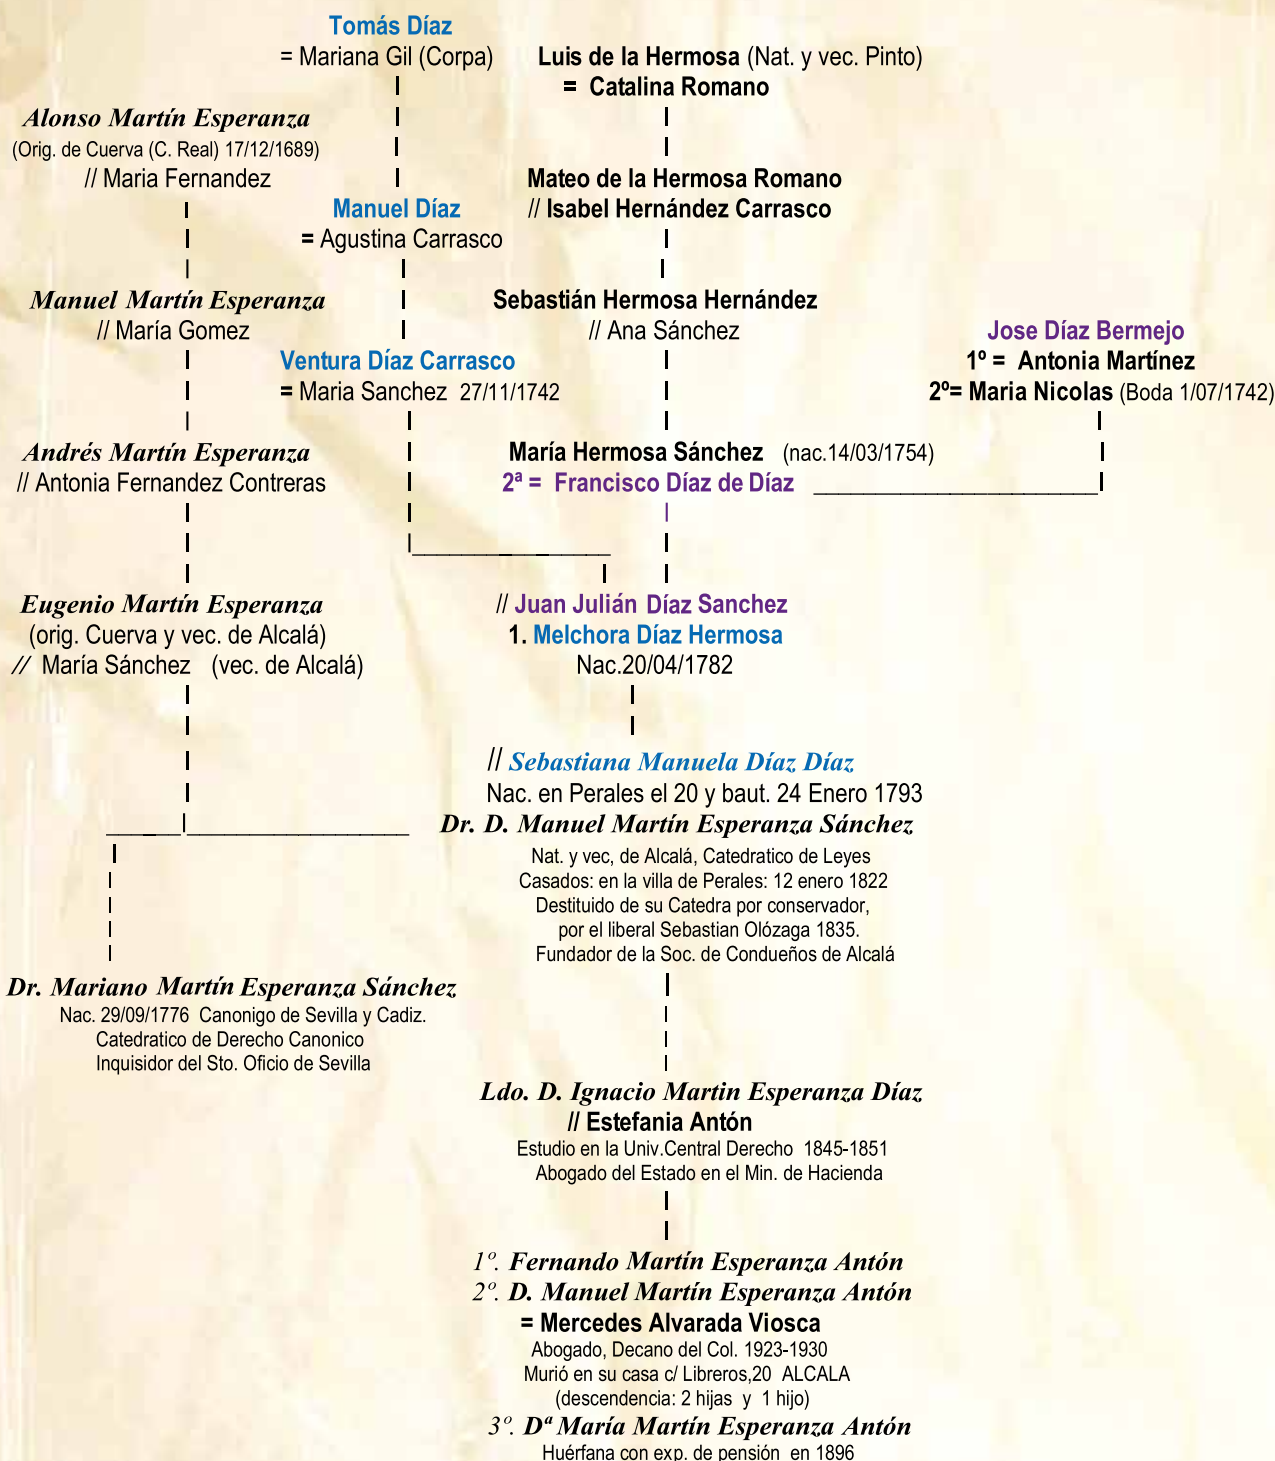 Tomás Díaz
= Mariana Gil (Corpa)
Luis de la Hermosa (Nat. y vec. Pinto)
= Catalina Romano
Alonso Martín Esperanza
(Orig. de Cuerva (C. Real) 17/12/1689)
// Maria Fernandez
Mateo de la Hermosa Romano
// Isabel Hernández Carrasco
Manuel Díaz
= Agustina Carrasco
Manuel Martín Esperanza
// María Gomez
Sebastián Hermosa Hernández
// Ana Sánchez
Jose Díaz Bermejo
1º = Antonia Martínez
2º= Maria Nicolas (Boda 1/07/1742)
Ventura Díaz Carrasco
= Maria Sanchez 27/11/1742
Andrés Martín Esperanza
// Antonia Fernandez Contreras
María Hermosa Sánchez (nac.14/03/1754)
2ª = Francisco Díaz de Díaz
Eugenio Martín Esperanza
(orig. Cuerva y vec. de Alcalá)
// María Sánchez (vec. de Alcalá)
// Juan Julián Díaz Sanchez
1. Melchora Díaz Hermosa
Nac.20/04/1782
// Sebastiana Manuela Díaz Díaz
Nac. en Perales el 20 y baut. 24 Enero 1793
Dr. D. Manuel Martín Esperanza Sánchez
Nat. y vec, de Alcalá, Catedratico de Leyes
Casados: en la villa de Perales: 12 enero 1822
Destituido de su Catedra por conservador,
por el liberal Sebastian Olózaga 1835.
Fundador de la Soc. de Condueños de Alcalá
Dr. Mariano Martín Esperanza Sánchez
Nac. 29/09/1776 Canonigo de Sevilla y Cadiz.
Catedratico de Derecho Canonico
Inquisidor del Sto. Oficio de Sevilla
Ldo. D. Ignacio Martin Esperanza Díaz
// Estefania Antón
Estudio en la Univ.Central Derecho 1845-1851
Abogado del Estado en el Min. de Hacienda
1º. Fernando Martín Esperanza Antón
2º. D. Manuel Martín Esperanza Antón
= Mercedes Alvarada Viosca
Abogado, Decano del Col. 1923-1930
Murió en su casa c/ Libreros,20 ALCALA
(descendencia: 2 hijas y 1 hijo)
3º. Dª María Martín Esperanza Antón
Huérfana con exp. de pensión en 1896